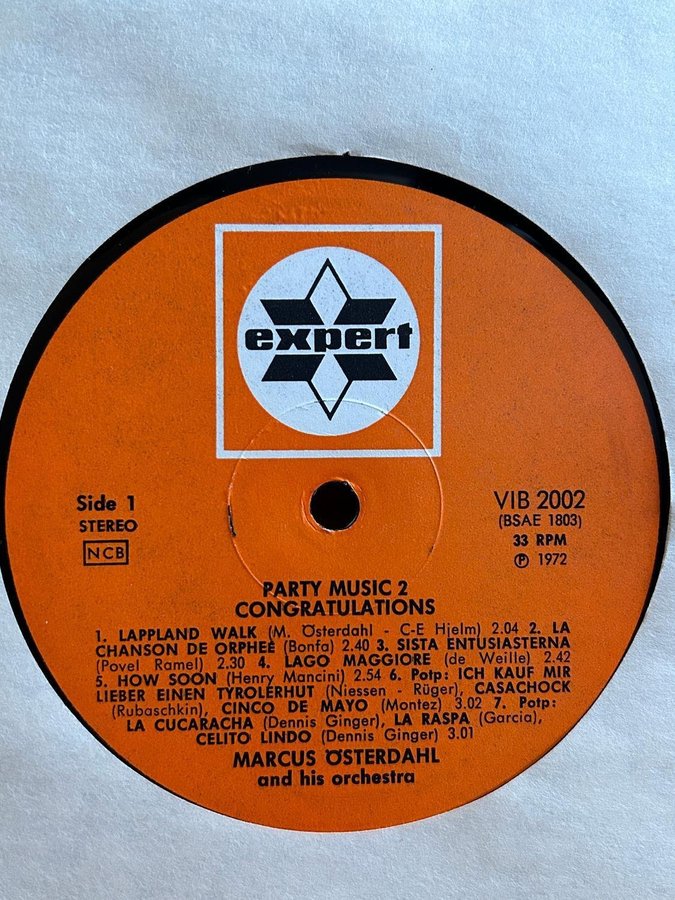 expert
Side 1
STEREO
NCB
VIB 2002
(BSAE 1803)
33 RPM
Ⓟ 1972
PARTY MUSIC 2
CONGRATULATIONS
1. LAPPLAND WALK (M. Österdahl - C-E Hjelm) 2.04 2. LA
CHANSON DE ORPHEÉ (Bonfa) 2.40 3. SISTA ENTUSIASTERNA
(Povel Ramel) 2.30 4. LAGO MAGGIORE (de Weille) 2.42
5. HOW SOON (Henry Mancini) 2.54 6. Potp: ICH KAUF MIR
LIEBER EINEN TYROLERHUT (Niessen - Rüger), CASACHOCK
(Rubaschkin), CINCO DE MAYO (Montez) 3.02 7. Potp:
LA CUCARACHA (Dennis Ginger), LA RASPA (Garcia),
CELITO LINDO (Dennis Ginger) 3.01
MARCUS ÖSTERDAHL
and his orchestra